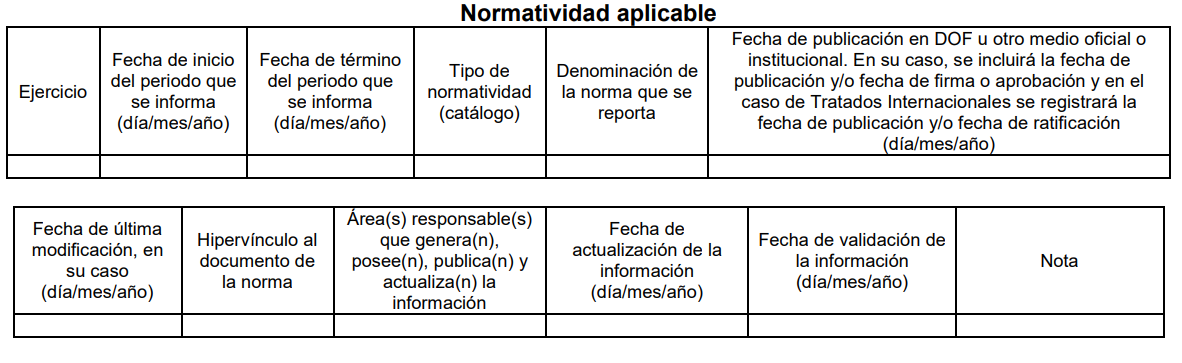 Normatividad aplicable
Ejercicio
Fecha de inicio
del periodo que
se informa
(día/mes/año)
Fecha de término
del periodo que
se informa
(día/mes/año)
Tipo de
normatividad
(catálogo)
Denominación de
la norma que se
reporta
Fecha de publicación en DOF u otro medio oficial o
institucional. En su caso, se incluirá la fecha de
publicación y/o fecha de firma o aprobación y en el
caso de Tratados Internacionales se registrará la
fecha de publicación y/o fecha de ratificación
(día/mes/año)
Fecha de última
modificación, en
su caso
(día/mes/año)
Hipervínculo al
documento de
la norma
Área(s) responsable(s)
que genera(n),
posee(n), publica(n) y
actualiza(n) la
información
Fecha de
actualización de la
información
(día/mes/año)
Fecha de validación de
la información
(día/mes/año)
Nota